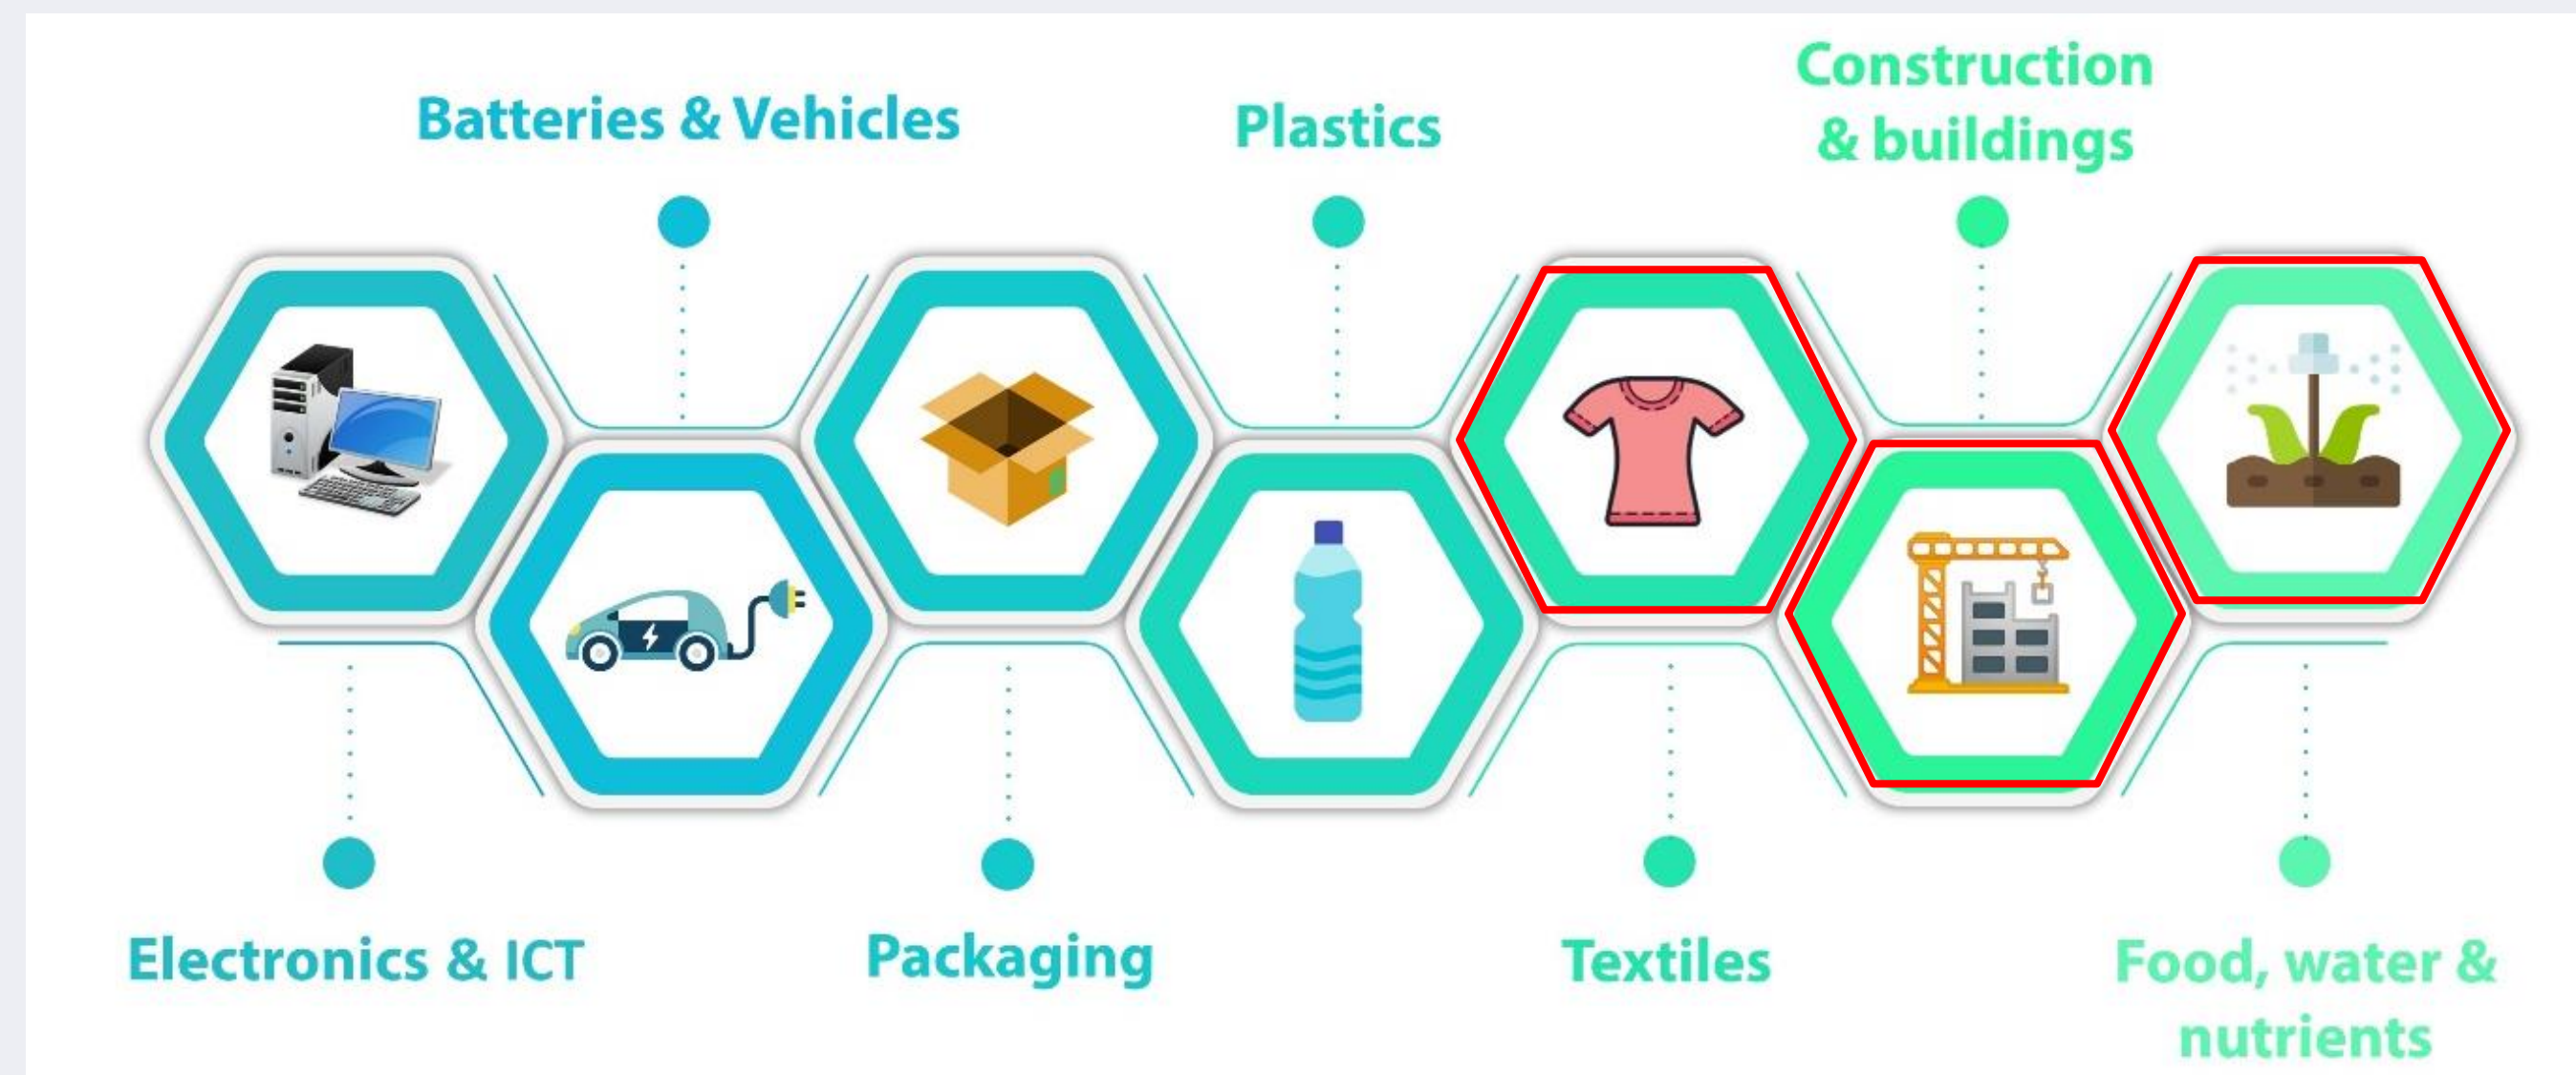 Construction
& buildings
Batteries & Vehicles
Plastics
Electronics & ICT
Packaging
Textiles
Food, water &
nutrients